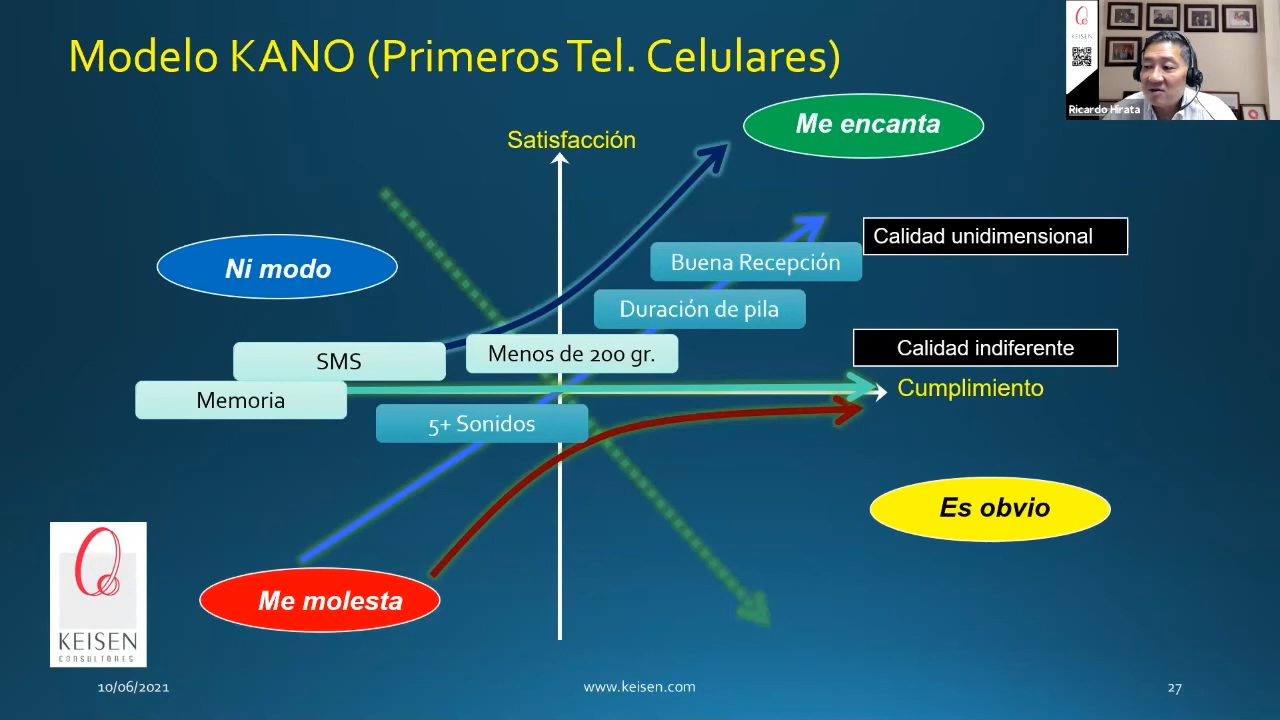 Modelo KANO (Primeros Tel. Celulares)
KEISEN
Ricardo Hirata
Me encanta
Satisfacción
Calidad unidimensional
Ni modo
Buena Recepción
Duración de pila
Calidad indiferente
Menos de 200 gr.
SMS
Cumplimiento
Memoria
5+ Sonidos
Es obvio
Me molesta
KEISEN
CONSULTORES
10/06/2021
www.keisen.com
27